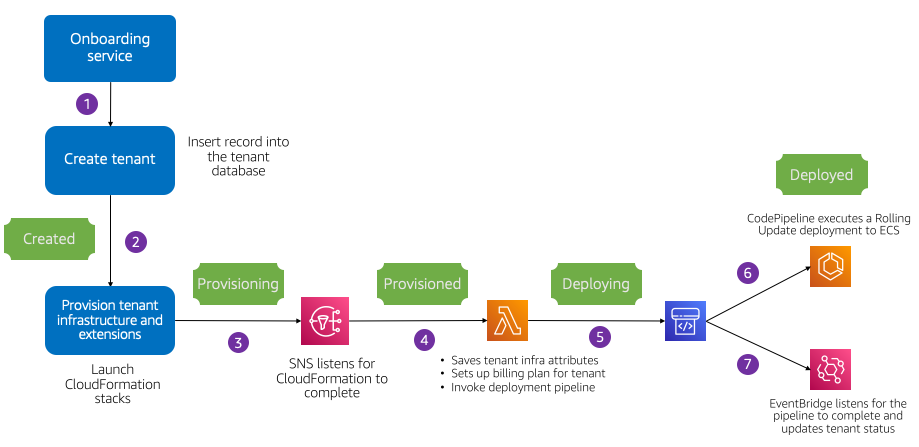 Onboarding
service
1
Create tenant
Insert record into
the tenant
database
Created
2
Provision tenant
infrastructure and
extensions
Launch
CloudFormation
stacks
Provisioning
3
SNS listens for
CloudFormation to
complete
Provisioned
4
• Saves tenant infra attributes
• Sets up billing plan for tenant
• Invoke deployment pipeline
Deploying
5
Deployed
CodePipeline executes a Rolling
Update deployment to ECS
6
7
EventBridge listens for the
pipeline to complete and
updates tenant status